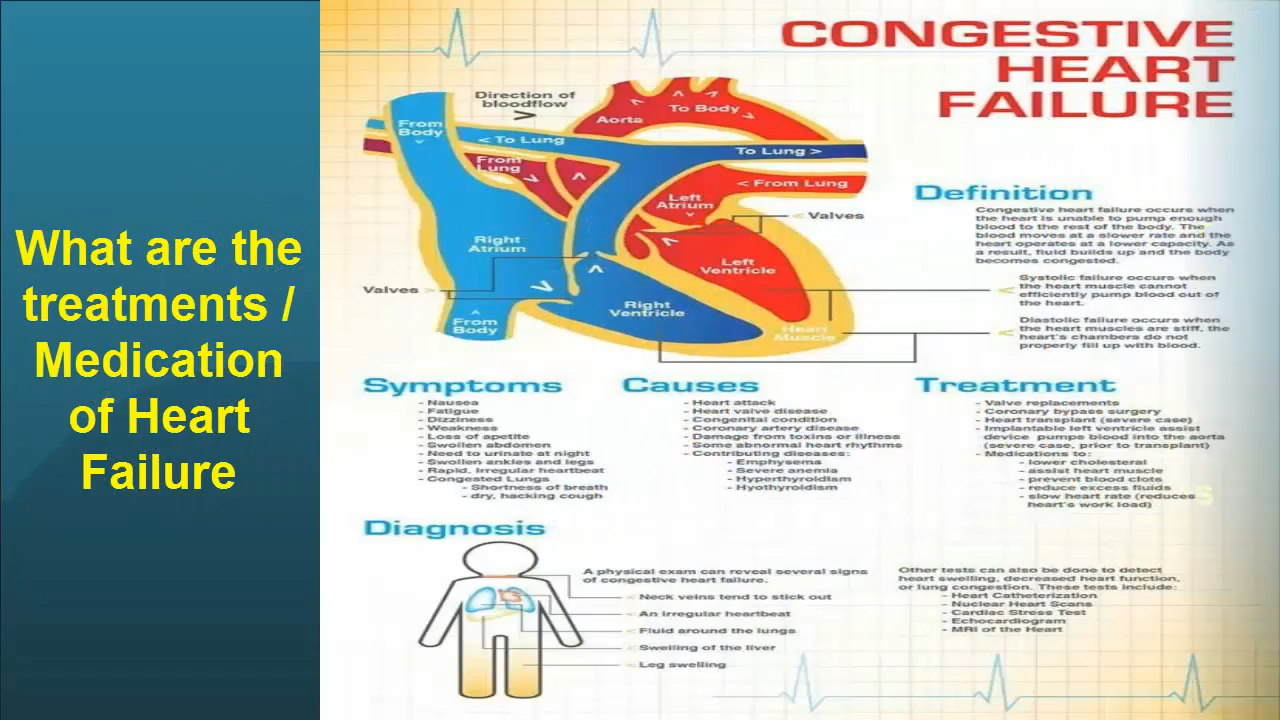 What are the
treatments /
Medication
of Heart
Failure
CONGESTIVE
HEART
FAILURE
Direction of
bloodflow
>
From
Body
< To Lung
From
Lung
Aorta
To Body
To Lung >
< From Lung
Left
Atrium
Valves
Right
Atrium
Left
Ventricle
Valves
Right
Ventricle
Heart
Muscle
From
Body
Definition
Congestive heart failure occurs when
the heart is unable to pump enough
blood to the rest of the body. The
blood moves at a slower rate and the
heart operates at a lower capacity. As
a result, fluid builds up and the body
becomes congested.
Systolic failure occurs when
the heart muscle cannot
efficiently pump blood out of
the heart.
Diastolic failure occurs when
the heart muscles are stiff, the
heart's chambers do not
properly fill up with blood.
Symptoms
- Nausea
- Fatigue
- Dizziness
- Weakness
- Loss of apetite
- Swollen abdomen
- Need to urinate at night
- Swollen ankles and legs
- Rapid, irregular heartbeat
- Congested Lungs
- Shortness of breath
- dry, hacking cough
Causes
- Heart attack
- Heart valve disease
- Congenital condition
- Coronary artery disease
- Damage from toxins or illness
- Some abnormal heart rhythms
- Contributing diseases:
- Emphysema
- Severe anemia
- Hyperthyroidism
- Hyothyroidism
Treatment
- Valve replacements
- Coronary bypass surgery
- Heart transplant (severe case)
- Implantable left ventricle assist
device pumps blood into the aorta
(severe case, prior to transplant)
- Medications to:
- lower cholesteral
- assist heart muscle
- prevent blood clots
- reduce excess fluids
- slow heart rate (reduces
heart's work load)
S
Diagnosis
A physical exam can reveal several signs
of congestive heart failure.
Neck veins tend to stick out
An irregular heartbeat
Fluid around the lungs
Swelling of the liver
Leg swelling
Other tests can also be done to detect
heart swelling, decreased heart function,
or lung congestion. These tests include:
- Heart Catheterization
- Nuclear Heart Scans
- Cardiac Stress Test
- Echocardiogram
- MRI of the Heart